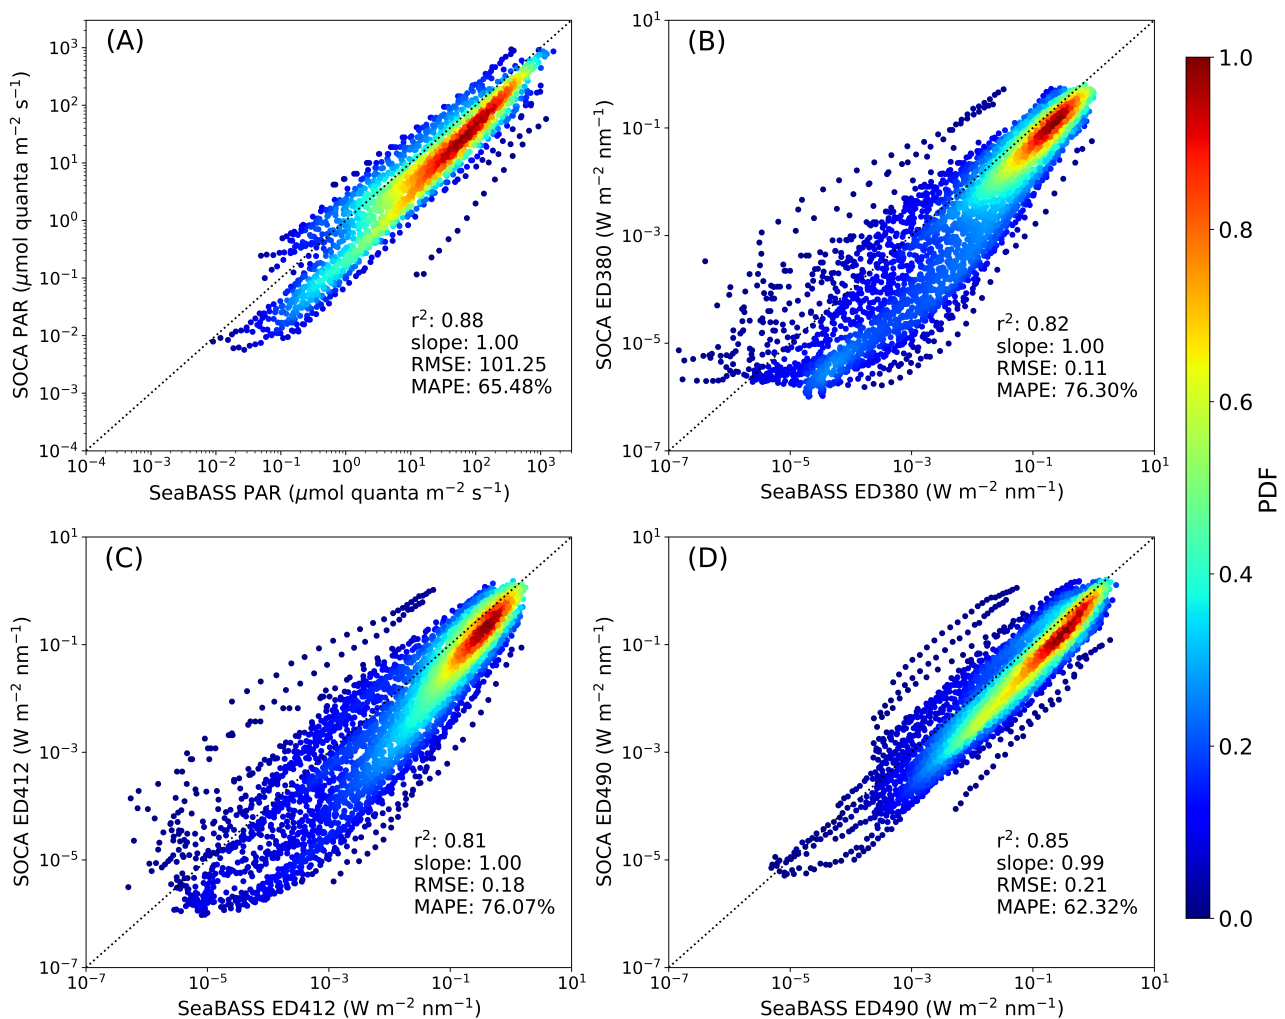 (A)
10³
10²
10¹
10⁰
10⁻¹
10⁻²
10⁻³
10⁻⁴
SOCA PAR (μmol quanta m⁻² s⁻¹)
r²: 0.88
slope: 1.00
RMSE: 101.25
MAPE: 65.48%
10⁻⁴ 10⁻³ 10⁻² 10⁻¹ 10⁰ 10¹ 10² 10³
SeaBASS PAR (μmol quanta m⁻² s⁻¹)
(B)
10¹
10⁻¹
10⁻³
10⁻⁵
10⁻⁷
SOCA ED380 (W m⁻² nm⁻¹)
r²: 0.82
slope: 1.00
RMSE: 0.11
MAPE: 76.30%
10⁻⁷ 10⁻⁵ 10⁻³ 10⁻¹ 10¹
SeaBASS ED380 (W m⁻² nm⁻¹)
(C)
10¹
10⁻¹
10⁻³
10⁻⁵
10⁻⁷
SOCA ED412 (W m⁻² nm⁻¹)
r²: 0.81
slope: 1.00
RMSE: 0.18
MAPE: 76.07%
10⁻⁷ 10⁻⁵ 10⁻³ 10⁻¹ 10¹
SeaBASS ED412 (W m⁻² nm⁻¹)
(D)
10¹
10⁻¹
10⁻³
10⁻⁵
10⁻⁷
SOCA ED490 (W m⁻² nm⁻¹)
r²: 0.85
slope: 0.99
RMSE: 0.21
MAPE: 62.32%
10⁻⁷ 10⁻⁵ 10⁻³ 10⁻¹ 10¹
SeaBASS ED490 (W m⁻² nm⁻¹)
1.0
0.8
0.6
0.4
0.2
0.0
PDF